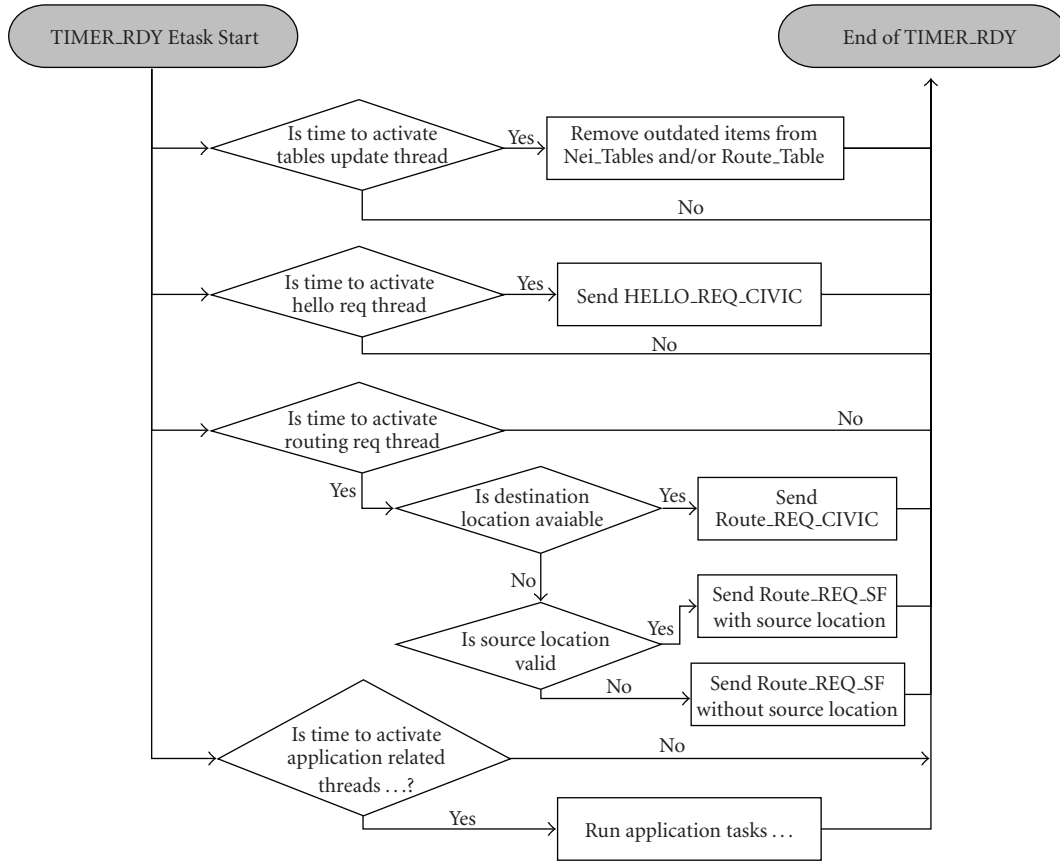 TIMER_RDY Etask Start
End of TIMER_RDY
Is time to activate
tables update thread
Yes
Remove outdated items from
Nei_Tables and/or Route_Table
No
Is time to activate
hello req thread
Yes
Send HELLO_REQ_CIVIC
No
Is time to activate
routing req thread
No
Yes
Is destination
location avaiable
Yes
Send
Route_REQ_CIVIC
No
Is source location
valid
Yes
Send Route_REQ_SF
with source location
No
Send Route_REQ_SF
without source location
Is time to activate
application related
threads ...?
No
Yes
Run application tasks ...